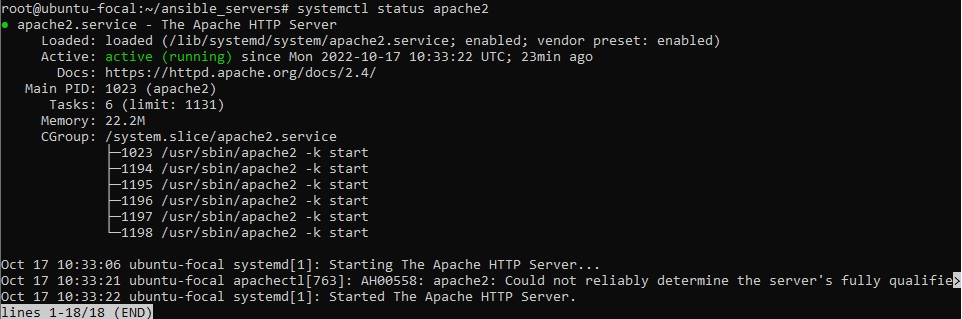 root@ubuntu-focal:~/ansible_servers# systemctl status apache2
● apache2.service - The Apache HTTP Server
     Loaded: loaded (/lib/systemd/system/apache2.service; enabled; vendor preset: enabled)
     Active: active (running) since Mon 2022-10-17 10:33:22 UTC; 23min ago
       Docs: https://httpd.apache.org/docs/2.4/
   Main PID: 1023 (apache2)
      Tasks: 6 (limit: 1131)
     Memory: 22.2M
     CGroup: /system.slice/apache2.service
             ├─1023 /usr/sbin/apache2 -k start
             ├─1194 /usr/sbin/apache2 -k start
             ├─1195 /usr/sbin/apache2 -k start
             ├─1196 /usr/sbin/apache2 -k start
             ├─1197 /usr/sbin/apache2 -k start
             └─1198 /usr/sbin/apache2 -k start

Oct 17 10:33:06 ubuntu-focal systemd[1]: Starting The Apache HTTP Server...
Oct 17 10:33:21 ubuntu-focal apachectl[763]: AH00558: apache2: Could not reliably determine the server's fully qualifie>
Oct 17 10:33:22 ubuntu-focal systemd[1]: Started The Apache HTTP Server.
lines 1-18/18 (END)